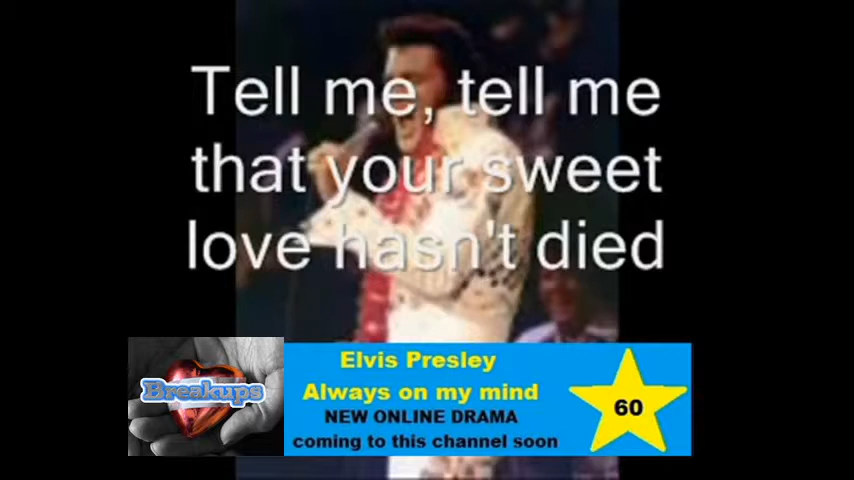 Tell me, tell me
that your sweet
love hasn't died
Breakups
Elvis Presley
Always on my mind
NEW ONLINE DRAMA
coming to this channel soon
60